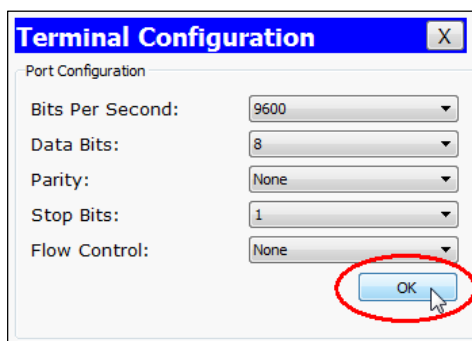 Terminal Configuration X
Port Configuration
Bits Per Second: 9600
Data Bits: 8
Parity: None
Stop Bits: 1
Flow Control: None
OK